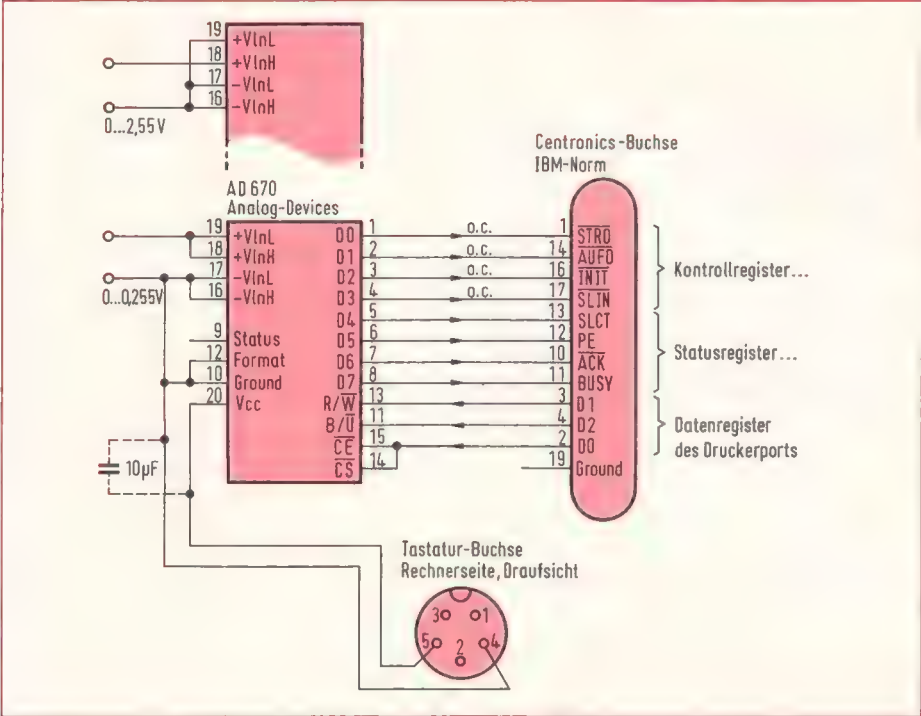 19 +VInL
18 +VInH
17 -VInL
16 -VInH
0...2,55V
AD 670
Analog-Devices
19 +VInL
18 +VInH
17 -VInL
16 -VInH
0...0,255V
9 Status
12 Format
10 Ground
20 Vcc
D0 1
D1 2
D2 3
D3 4
D4 5
D5 6
D6 7
D7 8
R/W 13
B/U 11
CE 15
CS 14
o.c.
o.c.
o.c.
o.c.
Centronics-Buchse
IBM-Norm
1 STRO
14 AUFO
16 INIT
17 SLIN
13 SLCT
12 PE
10 ACK
11 BUSY
3 D1
4 D2
2 D0
19 Ground
Kontrollregister...
Statusregister...
Datenregister
des Druckerports
10µF
Tastatur-Buchse
Rechnerseite, Draufsicht
3 1
5 2 4